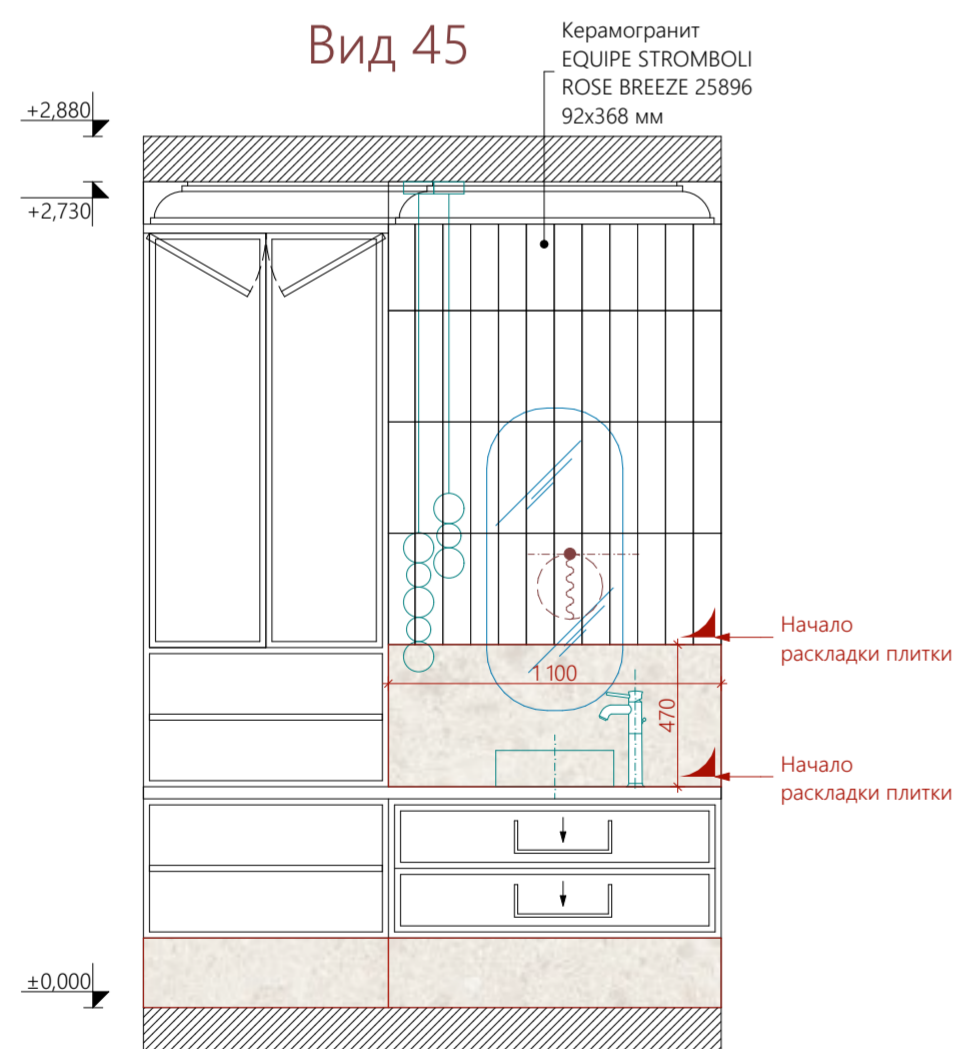 Вид 45
Керамогранит
EQUIPE STROMBOLI
ROSE BREEZE 25896
92x368 мм
+2,880
+2,730
Начало
раскладки плитки
1 100
470
Начало
раскладки плитки
±0,000